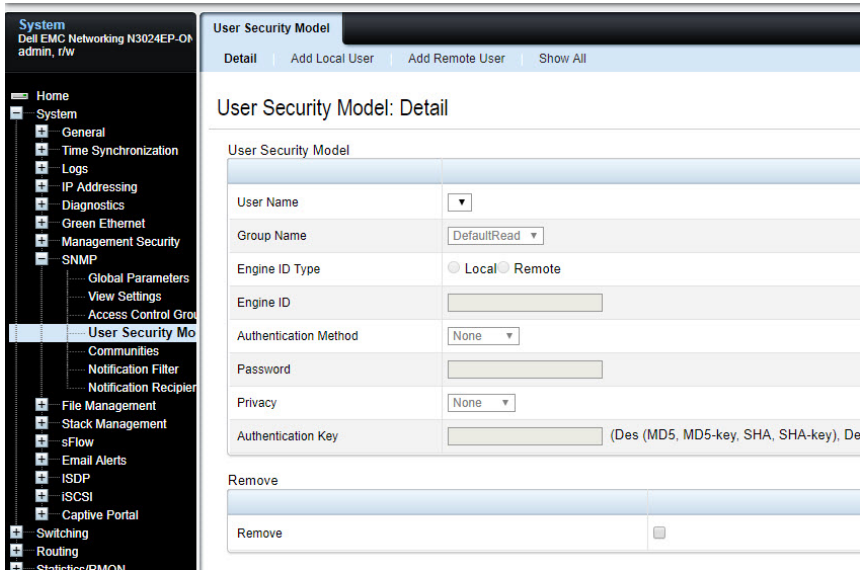 System
Dell EMC Networking N3024EP-ON
admin, r/w
Home
System
General
Time Synchronization
Logs
IP Addressing
Diagnostics
Green Ethernet
Management Security
SNMP
Global Parameters
View Settings
Access Control Grou
User Security Mo
Communities
Notification Filter
Notification Recipier
File Management
Stack Management
sFlow
Email Alerts
ISDP
iSCSI
Captive Portal
Switching
Routing
Statistics/RMON
User Security Model
Detail Add Local User Add Remote User Show All
User Security Model: Detail
User Security Model
User Name
Group Name DefaultRead
Engine ID Type Local Remote
Engine ID
Authentication Method None
Password
Privacy None
Authentication Key (Des (MD5, MD5-key, SHA, SHA-key), De
Remove
Remove